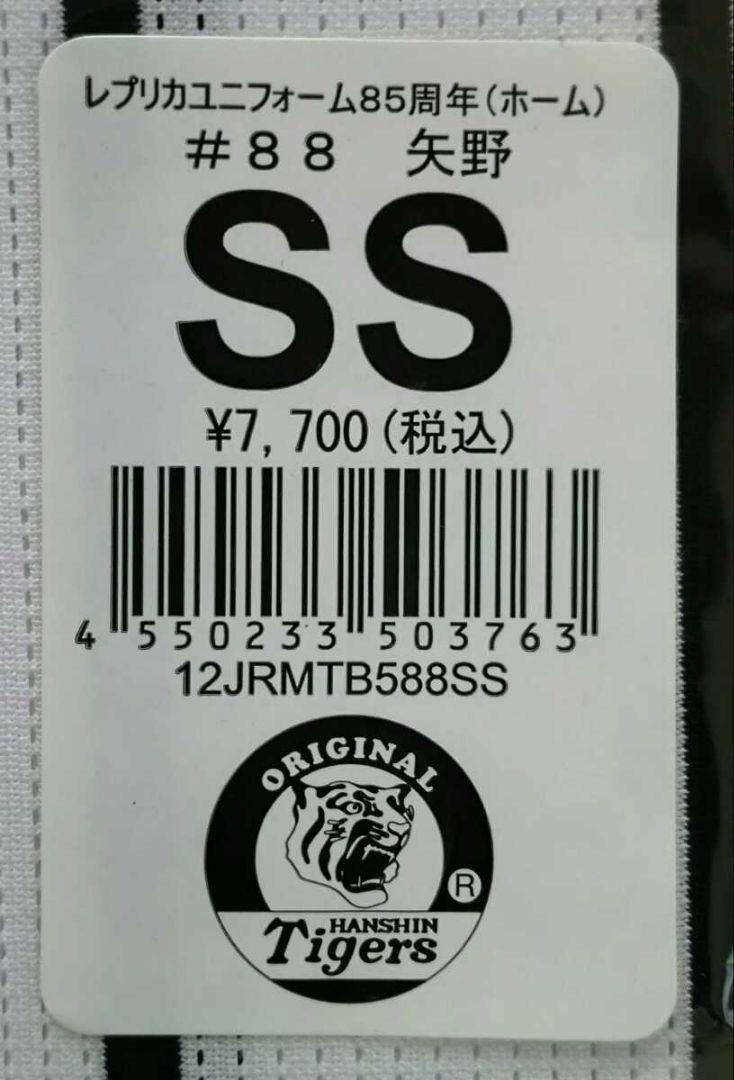 レプリカユニフォーム85周年(ホーム)
#88 矢野
SS
¥7,700(税込)
4 550233 503763
12JRMTB588SS
ORIGINAL
®
HANSHIN
Tigers